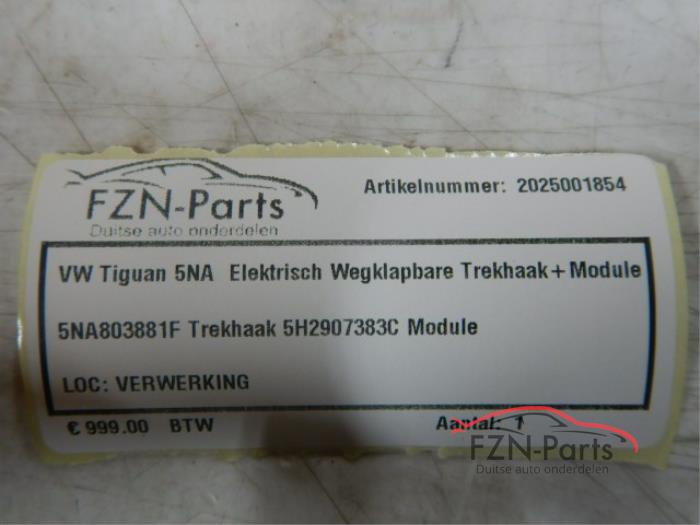 FZN-Parts
Duitse auto onderdelen
Artikelnummer: 2025001854
VW Tiguan 5NA Elektrisch Wegklapbare Trekhaak+Module
5NA803881F Trekhaak 5H2907383C Module
LOC: VERWERKING
€ 999.00 BTW
Aantal: 1
FZN-Parts
Duitse auto onderdelen